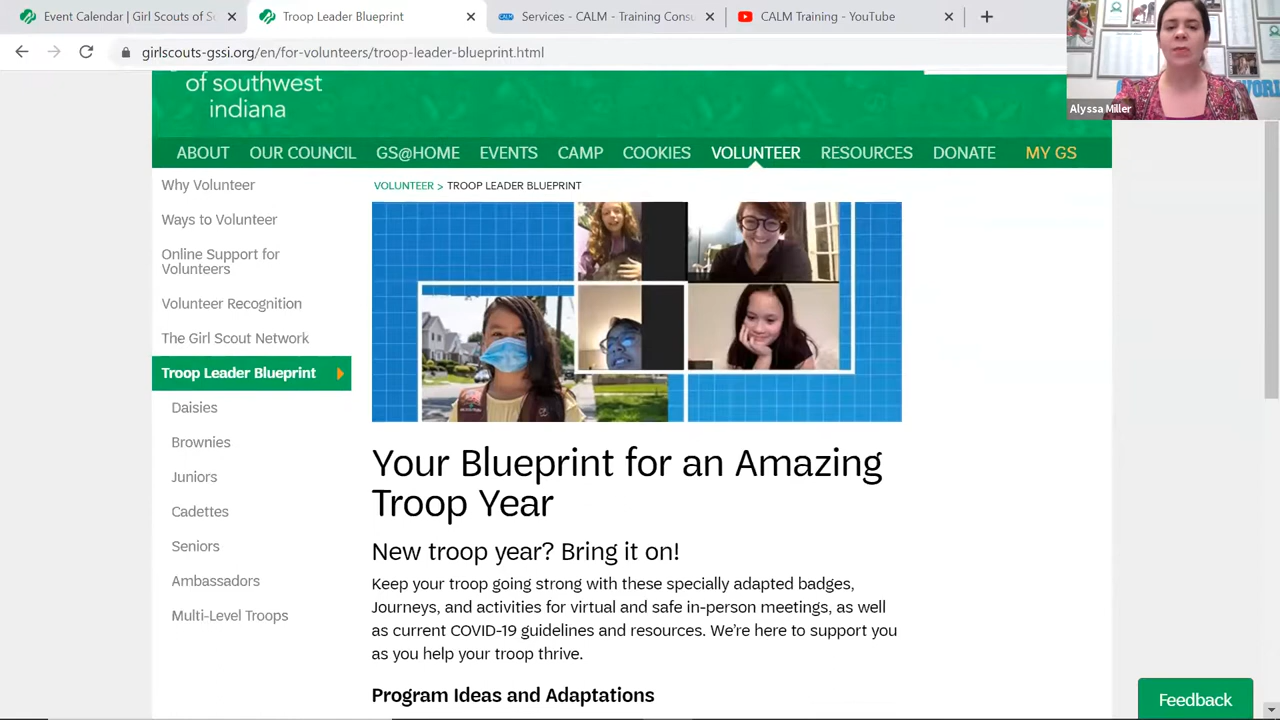 Event Calendar | Girl Scouts of S
Troop Leader Blueprint
CALM
Services - CALM - Training Consu
CALM Training - YouTube
girlscouts-gssi.org/en/for-volunteers/troop-leader-blueprint.html
Alyssa Miller
of southwest
indiana
ABOUT OUR COUNCIL GS@HOME EVENTS CAMP COOKIES VOLUNTEER RESOURCES DONATE MY GS
Why Volunteer
Ways to Volunteer
Online Support for
Volunteers
Volunteer Recognition
The Girl Scout Network
Troop Leader Blueprint
Daisies
Brownies
Juniors
Cadettes
Seniors
Ambassadors
Multi-Level Troops
VOLUNTEER > TROOP LEADER BLUEPRINT
Your Blueprint for an Amazing
Troop Year
New troop year? Bring it on!
Keep your troop going strong with these specially adapted badges,
Journeys, and activities for virtual and safe in-person meetings, as well
as current COVID-19 guidelines and resources. We're here to support you
as you help your troop thrive.
Program Ideas and Adaptations
Feedback